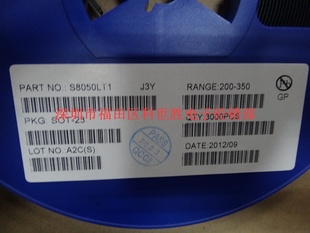 PART NO.: S8050LT1 J3Y RANGE:200-350
GP
PKG: SOT-23 QTY:3000PCS
LOT NO.: A2C(S) DATE:2012/09
PASS